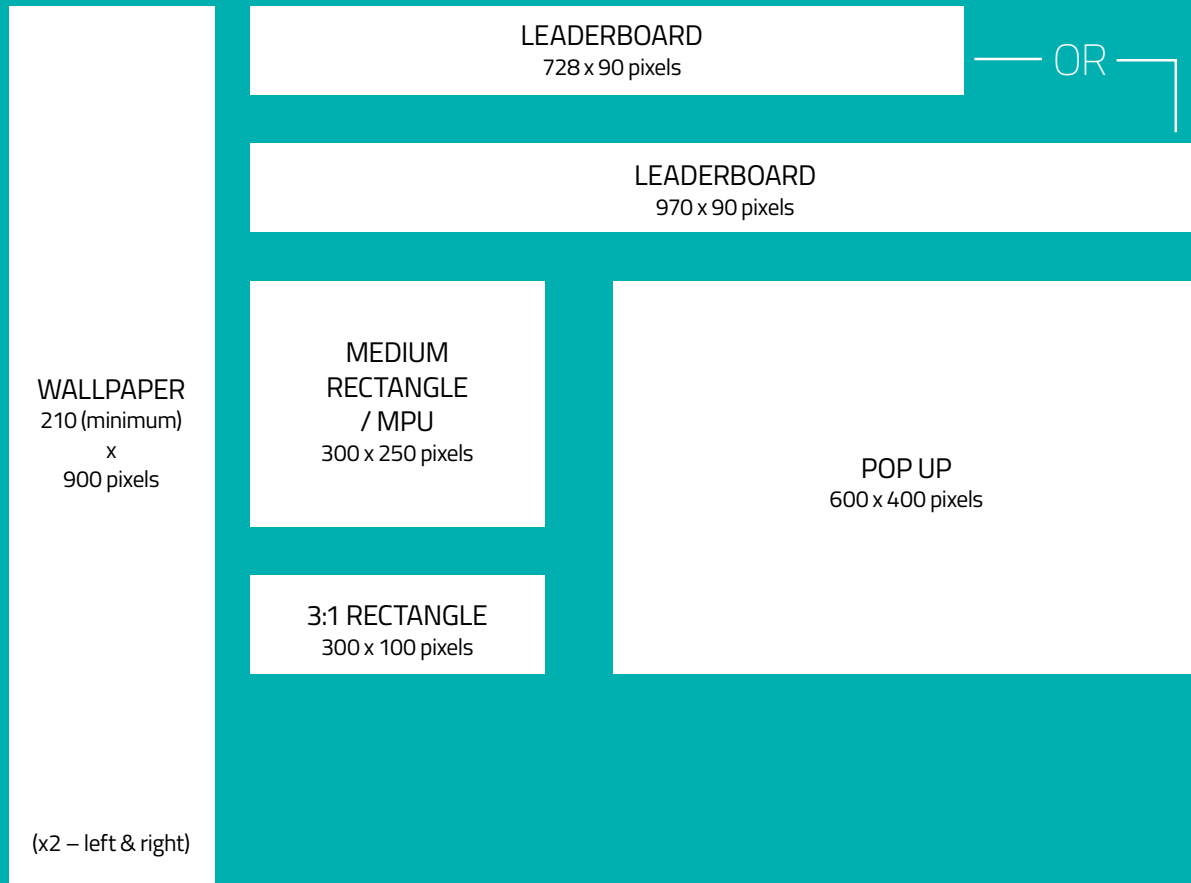 LEADERBOARD
728 x 90 pixels
OR
LEADERBOARD
970 x 90 pixels
WALLPAPER
210 (minimum)
x
900 pixels
(x2 – left & right)
MEDIUM
RECTANGLE
/ MPU
300 x 250 pixels
3:1 RECTANGLE
300 x 100 pixels
POP UP
600 x 400 pixels